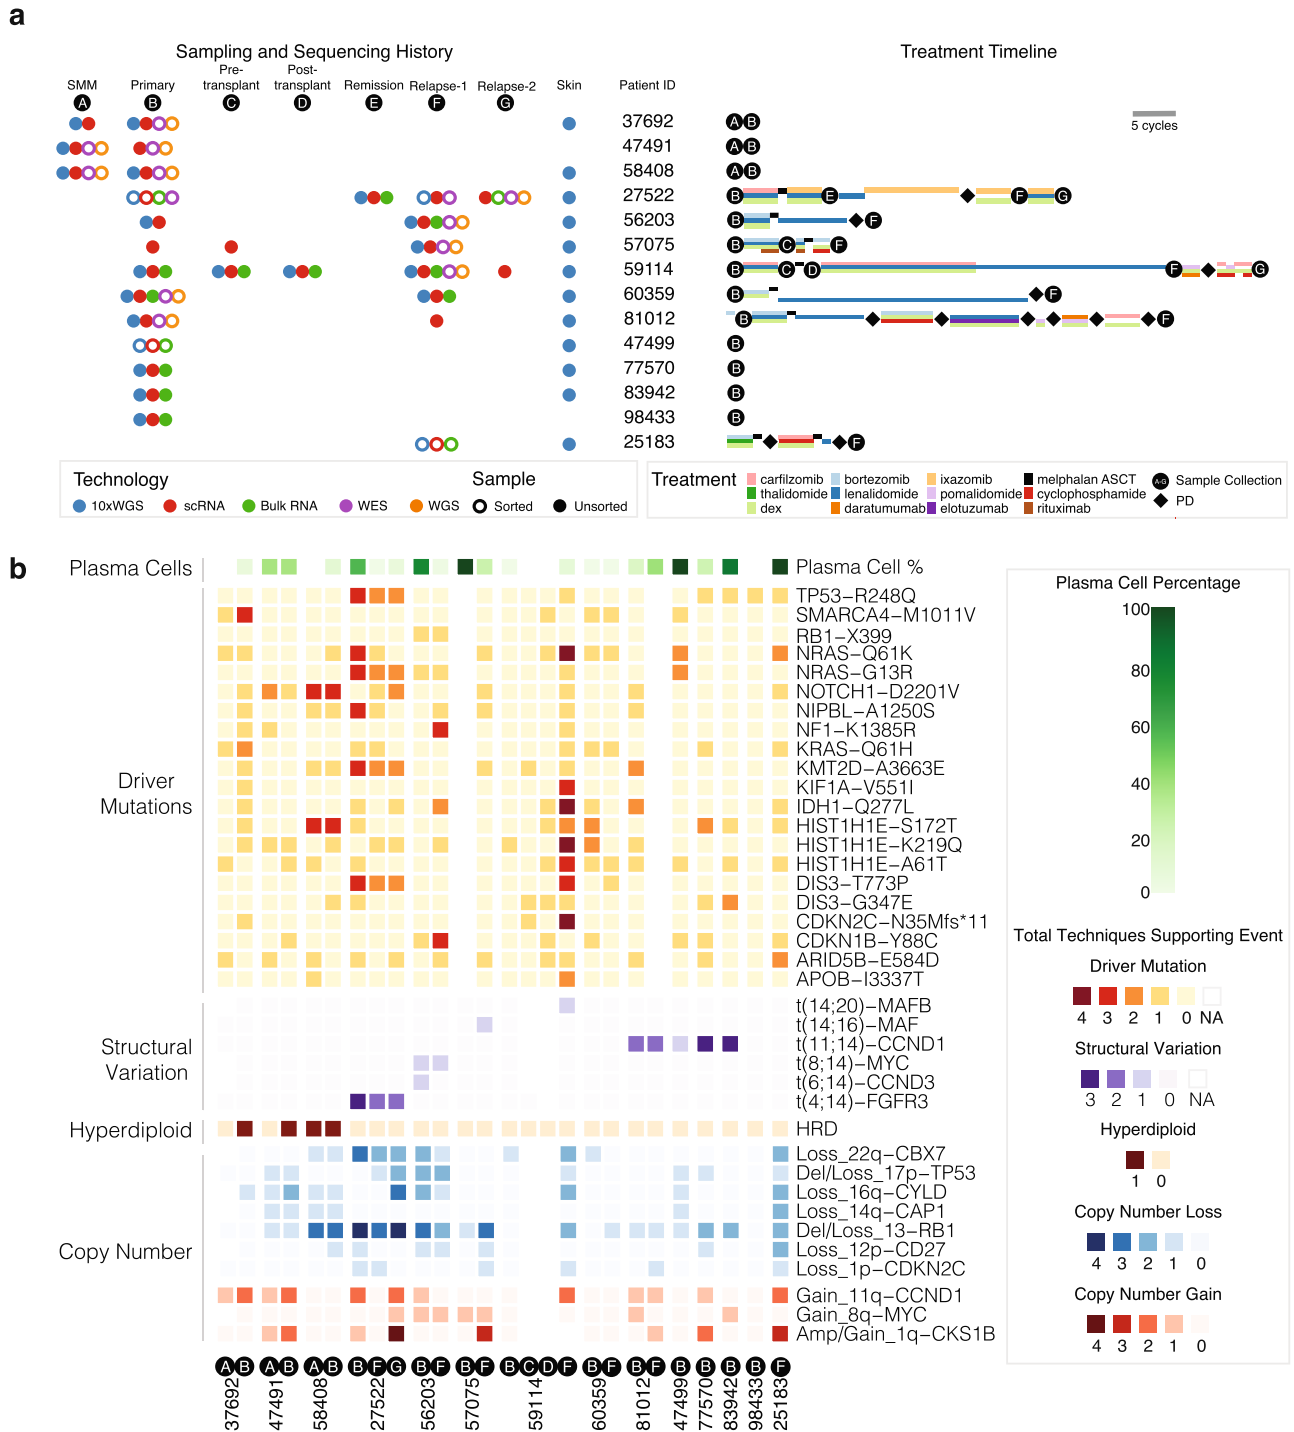 a
Sampling and Sequencing History
Treatment Timeline
SMM
Primary
Pre-
transplant
Post-
transplant
Remission
Relapse-1
Relapse-2
Skin
Patient ID
A B C D E F G
5 cycles
37692 A B
47491 A B
58408 A B
27522 B E F G
56203 B F
57075 B C F
59114 B C D F G
60359 B F
81012 B F
47499 B
77570 B
83942 B
98433 B
25183 F
Technology
10xWGS scRNA Bulk RNA WES WGS
Sample
Sorted Unsorted
Treatment
carfilzomib bortezomib ixazomib melphalan ASCT
thalidomide lenalidomide pomalidomide cyclophosphamide
dex daratumumab elotuzumab rituximab
A-G Sample Collection
PD
b
Plasma Cells
Plasma Cell %
Driver
Mutations
TP53−R248Q
SMARCA4−M1011V
RB1−X399
NRAS−Q61K
NRAS−G13R
NOTCH1−D2201V
NIPBL−A1250S
NF1−K1385R
KRAS−Q61H
KMT2D−A3663E
KIF1A−V551I
IDH1−Q277L
HIST1H1E−S172T
HIST1H1E−K219Q
HIST1H1E−A61T
DIS3−T773P
DIS3−G347E
CDKN2C−N35Mfs*11
CDKN1B−Y88C
ARID5B−E584D
APOB−I3337T
Structural
Variation
t(14;20)−MAFB
t(14;16)−MAF
t(11;14)−CCND1
t(8;14)−MYC
t(6;14)−CCND3
t(4;14)−FGFR3
Hyperdiploid
HRD
Copy Number
Loss_22q−CBX7
Del/Loss_17p−TP53
Loss_16q−CYLD
Loss_14q−CAP1
Del/Loss_13−RB1
Loss_12p−CD27
Loss_1p−CDKN2C
Gain_11q−CCND1
Gain_8q−MYC
Amp/Gain_1q−CKS1B
A B A B A B B F G B F B F B C D F B F B F B B B B F
37692 47491 58408 27522 56203 57075 59114 60359 81012 47499 77570 83942 98433 25183
Plasma Cell Percentage
100
80
60
40
20
0
Total Techniques Supporting Event
Driver Mutation
4 3 2 1 0 NA
Structural Variation
3 2 1 0 NA
Hyperdiploid
1 0
Copy Number Loss
4 3 2 1 0
Copy Number Gain
4 3 2 1 0